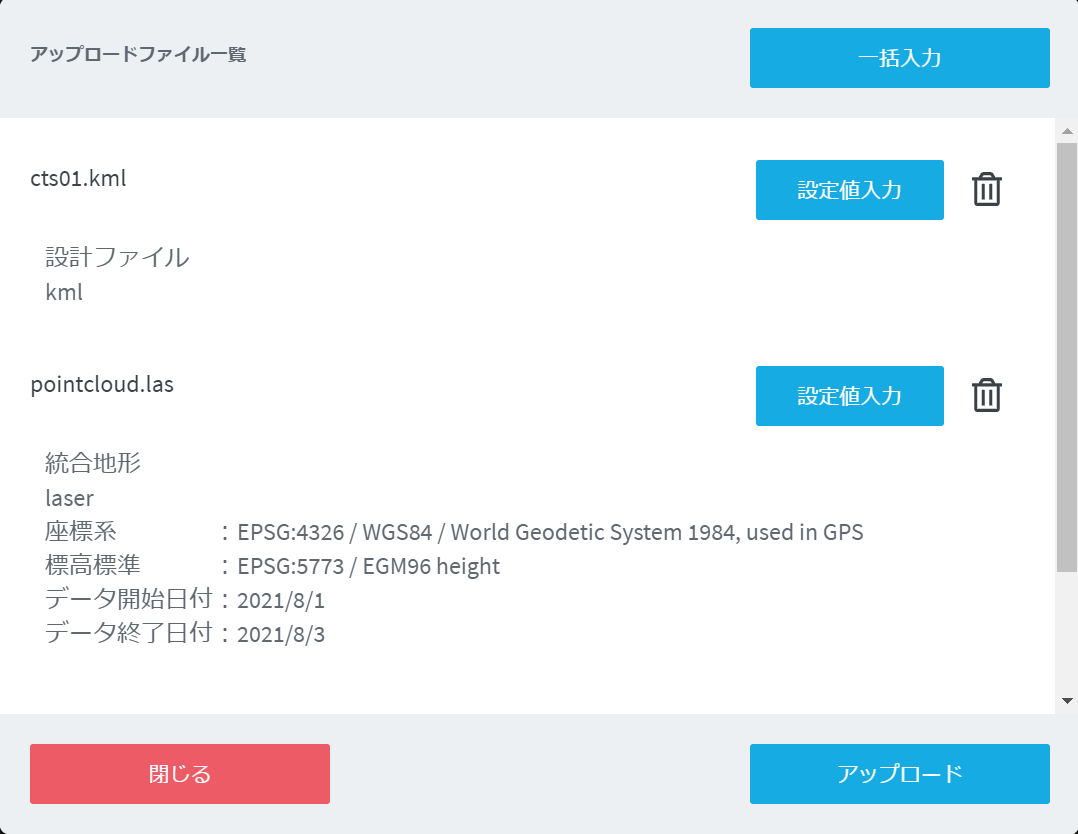 アップロードファイル一覧
一括入力
cts01.kml
設定値入力
設計ファイル
kml
pointcloud.las
設定値入力
統合地形
laser
座標系 : EPSG:4326 / WGS84 / World Geodetic System 1984, used in GPS
標高標準 : EPSG:5773 / EGM96 height
データ開始日付 : 2021/8/1
データ終了日付 : 2021/8/3
閉じる
アップロード